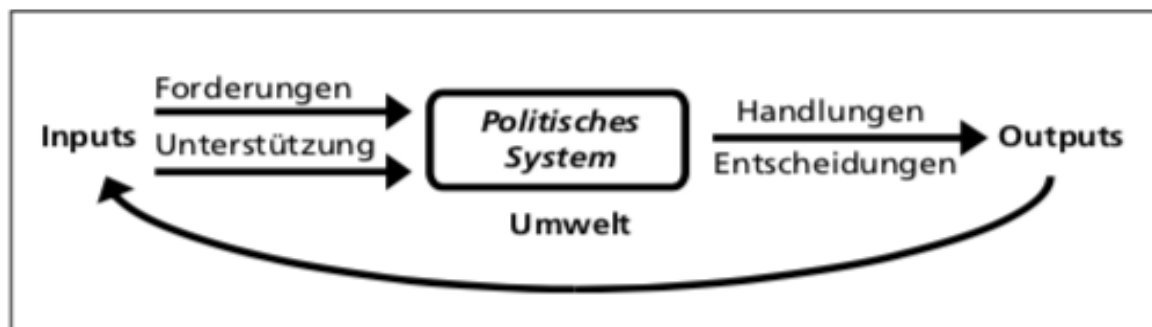 Forderungen
Inputs
Unterstützung
Politisches
System
Handlungen
Entscheidungen
Outputs
Umwelt